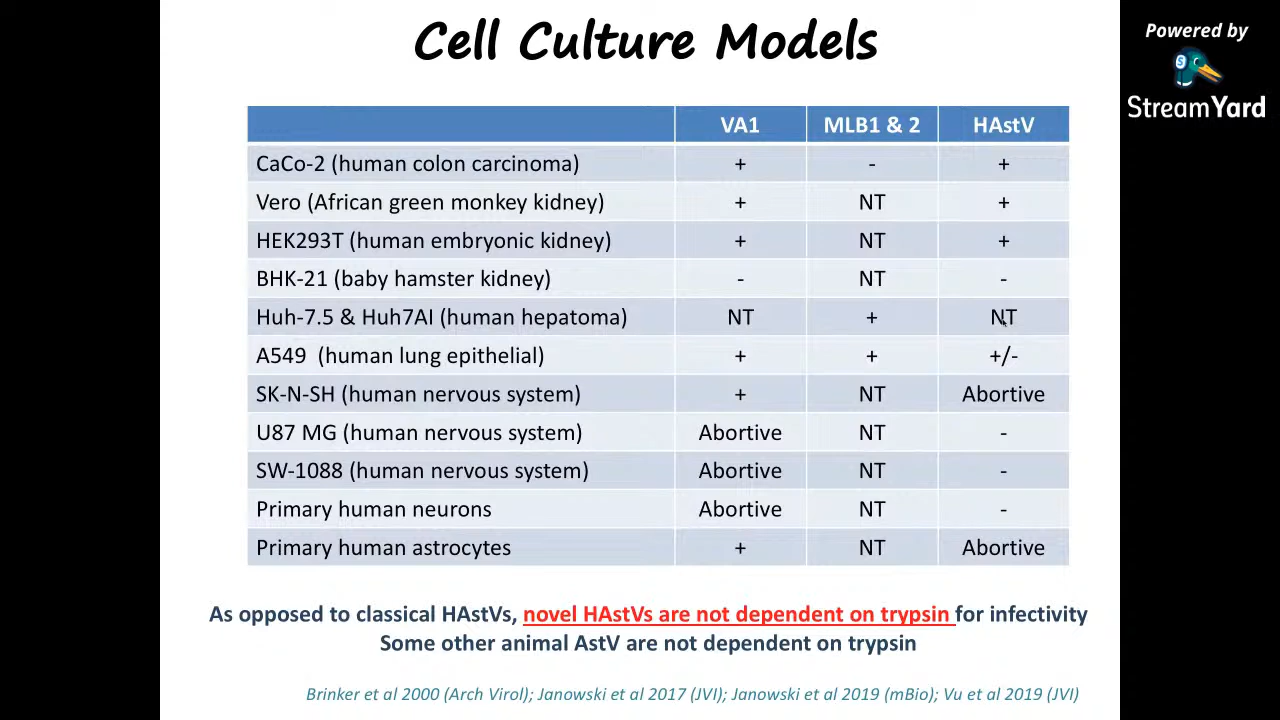 Cell Culture Models
Powered by
StreamYard
VA1 MLB1 & 2 HAstV
CaCo-2 (human colon carcinoma) + - +
Vero (African green monkey kidney) + NT +
HEK293T (human embryonic kidney) + NT +
BHK-21 (baby hamster kidney) - NT -
Huh-7.5 & Huh7AI (human hepatoma) NT + NT
A549 (human lung epithelial) + + +/-
SK-N-SH (human nervous system) + NT Abortive
U87 MG (human nervous system) Abortive NT -
SW-1088 (human nervous system) Abortive NT -
Primary human neurons Abortive NT -
Primary human astrocytes + NT Abortive
As opposed to classical HAstVs, novel HAstVs are not dependent on trypsin for infectivity
Some other animal AstV are not dependent on trypsin
Brinker et al 2000 (Arch Virol); Janowski et al 2017 (JVI); Janowski et al 2019 (mBio); Vu et al 2019 (JVI)